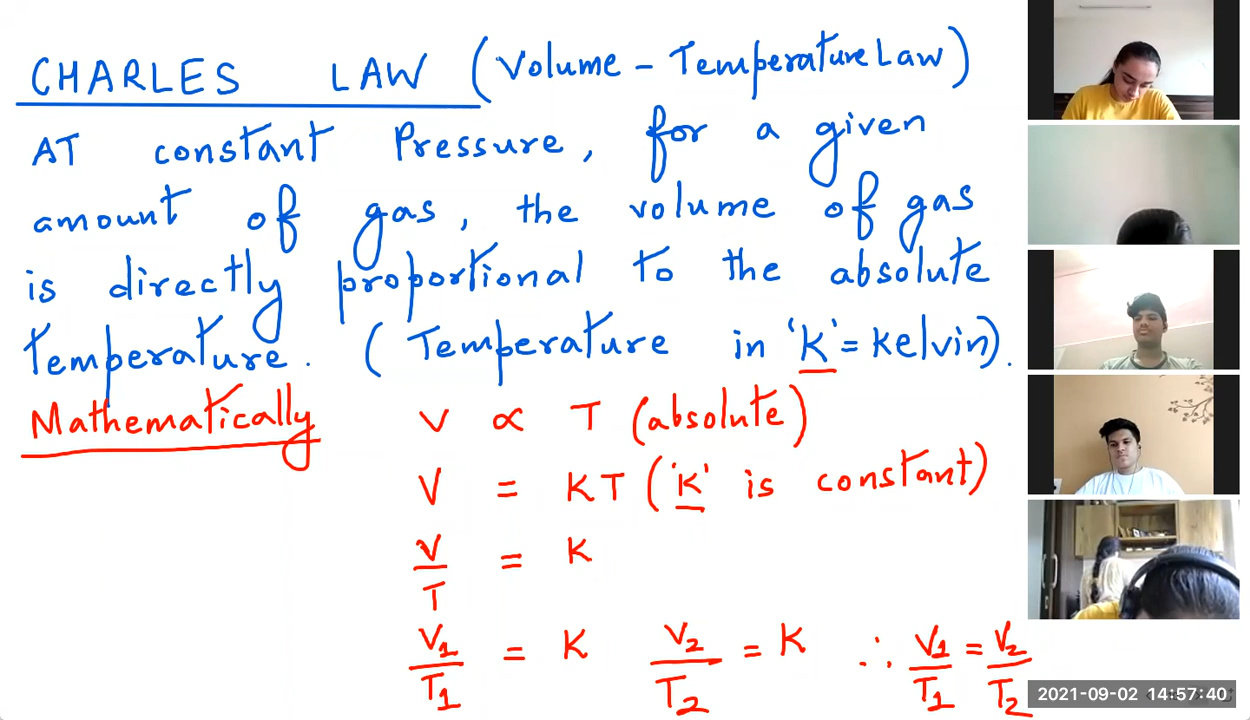 CHARLES LAW (Volume - Temperature Law)
AT constant Pressure, for a given
amount of gas, the volume of gas
is directly proportional to the absolute
temperature. (Temperature in 'K' = Kelvin).
Mathematically V ∝ T (absolute)
V = KT ('K' is constant)
V/T = K
V1/T1 = K V2/T2 = K ∴ V1/T1 = V2/T2
2021-09-02 14:57:40